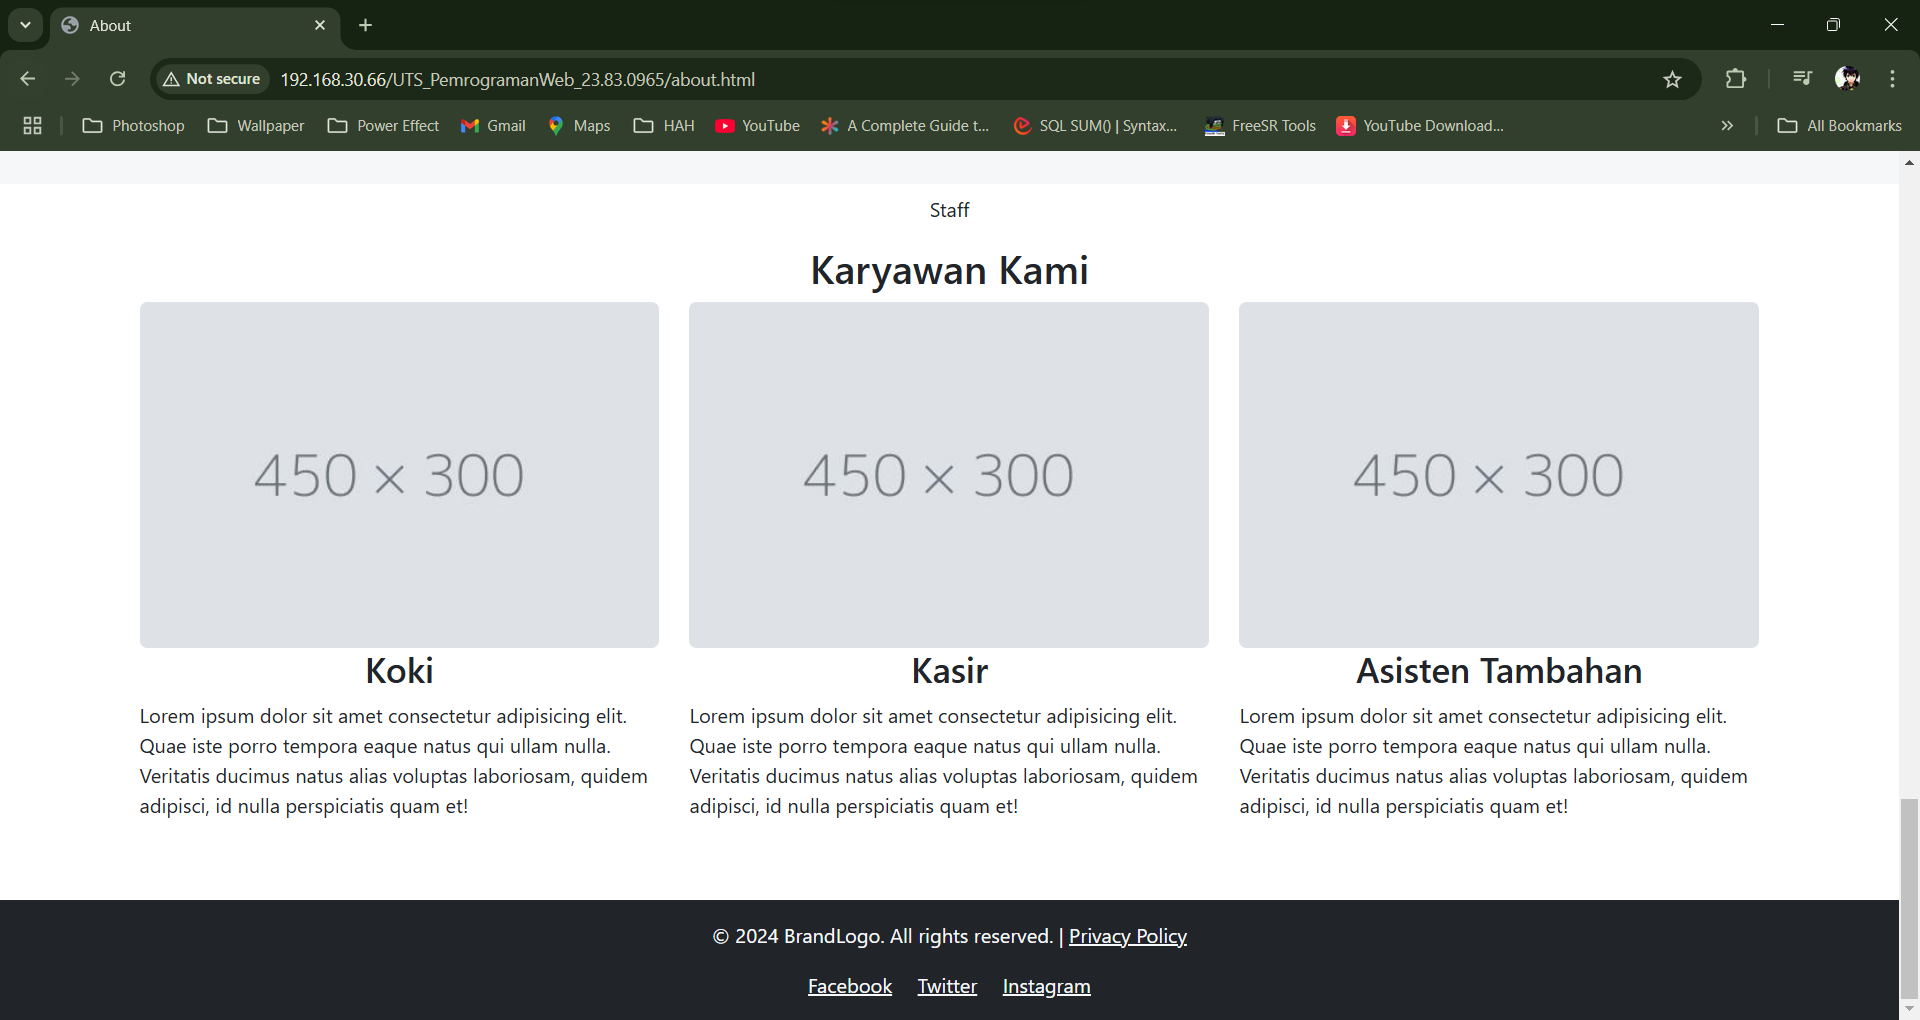 About
Not secure
192.168.30.66/UTS_PemrogramanWeb_23.83.0965/about.html
Photoshop
Wallpaper
Power Effect
Gmail
Maps
HAH
YouTube
A Complete Guide t...
SQL SUM() | Syntax...
FreeSR Tools
YouTube Download...
All Bookmarks
Staff
Karyawan Kami
450 × 300
450 × 300
450 × 300
Koki
Lorem ipsum dolor sit amet consectetur adipisicing elit.
Quae iste porro tempora eaque natus qui ullam nulla.
Veritatis ducimus natus alias voluptas laboriosam, quidem
adipisci, id nulla perspiciatis quam et!
Kasir
Lorem ipsum dolor sit amet consectetur adipisicing elit.
Quae iste porro tempora eaque natus qui ullam nulla.
Veritatis ducimus natus alias voluptas laboriosam, quidem
adipisci, id nulla perspiciatis quam et!
Asisten Tambahan
Lorem ipsum dolor sit amet consectetur adipisicing elit.
Quae iste porro tempora eaque natus qui ullam nulla.
Veritatis ducimus natus alias voluptas laboriosam, quidem
adipisci, id nulla perspiciatis quam et!
© 2024 BrandLogo. All rights reserved. | Privacy Policy
Facebook Twitter Instagram